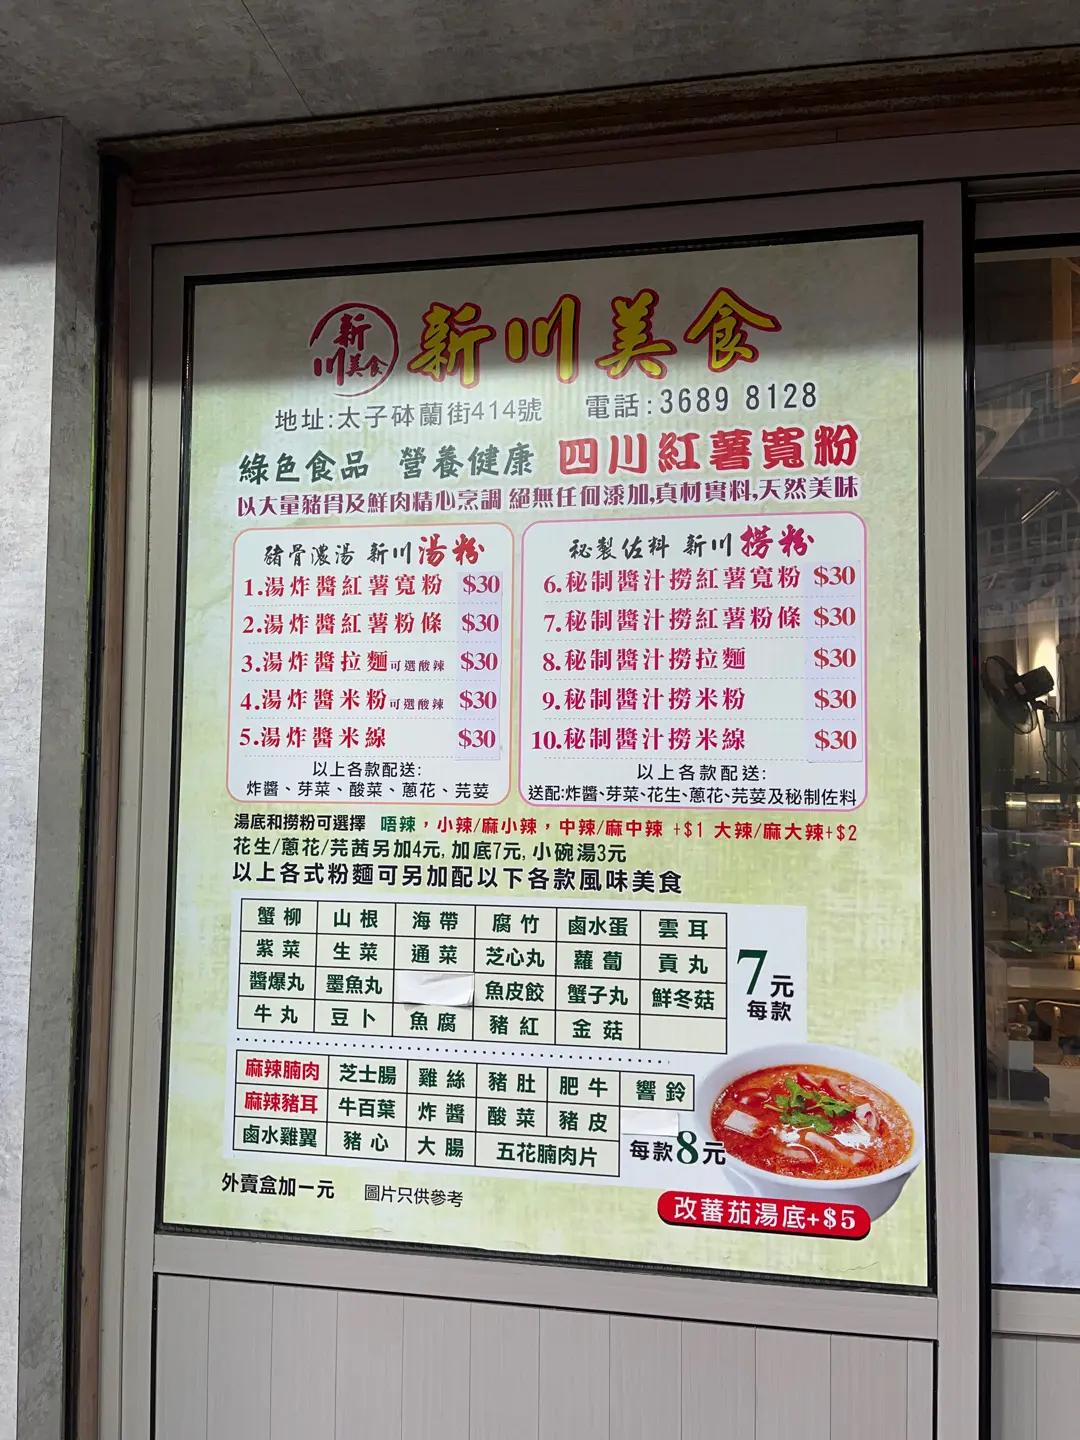 新川美食 新川美食
地址:太子砵蘭街414號 電話:3689 8128
綠色食品 營養健康 四川紅薯寬粉
以大量豬骨及鮮肉精心烹調 絕無任何添加,真材實料,天然美味
豬骨濃湯 新川湯粉
1.湯炸醬紅薯寬粉 $30
2.湯炸醬紅薯粉條 $30
3.湯炸醬拉麵可選酸辣 $30
4.湯炸醬米粉可選酸辣 $30
5.湯炸醬米線 $30
以上各款配送:
炸醬、芽菜、酸菜、蔥花、芫荽
秘製佐料 新川撈粉
6.秘制醬汁撈紅薯寬粉 $30
7.秘制醬汁撈紅薯粉條 $30
8.秘制醬汁撈拉麵 $30
9.秘制醬汁撈米粉 $30
10.秘制醬汁撈米線 $30
以上各款配送:
送配:炸醬、芽菜、花生、蔥花、芫荽及秘制佐料
湯底和撈粉可選擇 唔辣,小辣/麻小辣,中辣/麻中辣 +$1 大辣/麻大辣+$2
花生/蔥花/芫茜另加4元,加底7元,小碗湯3元
以上各式粉麵可另加配以下各款風味美食
蟹柳 山根 海帶 腐竹 鹵水蛋 雲耳
紫菜 生菜 通菜 芝心丸 蘿蔔 貢丸
醬爆丸 墨魚丸 魚皮餃 蟹子丸 鮮冬菇
牛丸 豆卜 魚腐 豬紅 金菇
7元
每款
麻辣腩肉 芝士腸 雞絲 豬肚 肥牛 響鈴
麻辣豬耳 牛百葉 炸醬 酸菜 豬皮
鹵水雞翼 豬心 大腸 五花腩肉片
每款8元
外賣盒加一元 圖片只供參考
改蕃茄湯底+$5